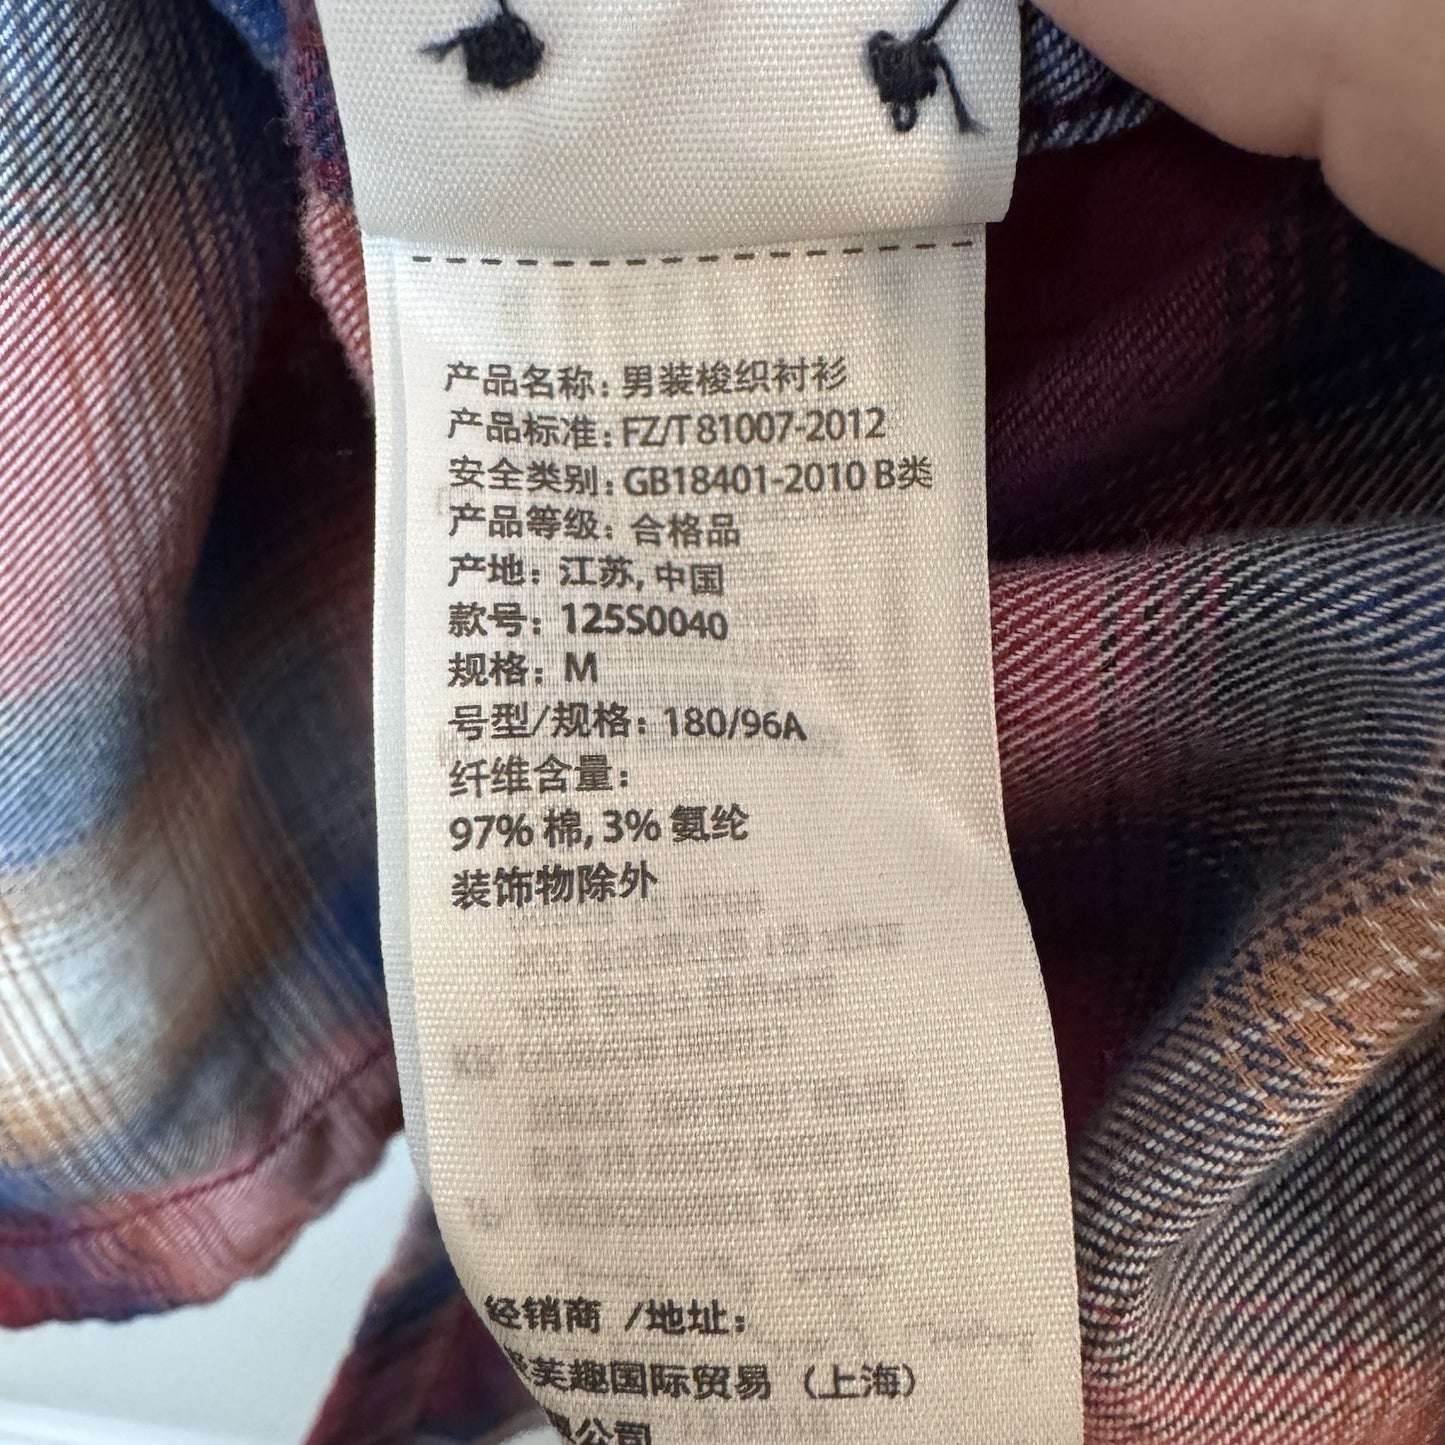 产品名称: 男装梭织衬衫
产品标准: FZ/T 81007-2012
安全类别: GB18401-2010 B类
产品等级: 合格品
产地: 江苏, 中国
款号: 125S0040
规格: M
号型/规格: 180/96A
纤维含量:
97% 棉, 3% 氨纶
装饰物除外
经销商 /地址:
芙趣国际贸易 (上海)
公司